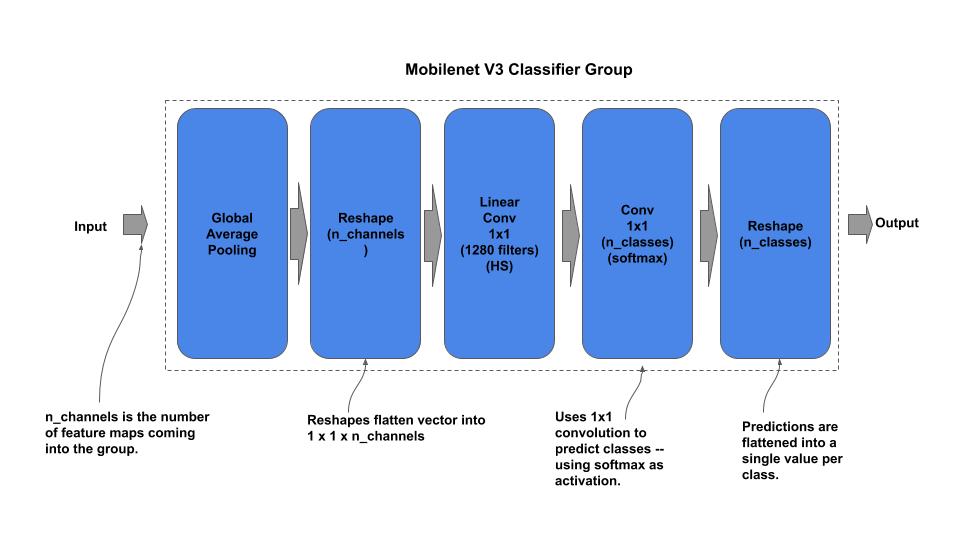 Mobilenet V3 Classifier Group
Input
Global
Average
Pooling
Reshape
(n_channels
)
Linear
Conv
1x1
(1280 filters)
(HS)
Conv
1x1
(n_classes)
(softmax)
Reshape
(n_classes)
Output
n_channels is the number
of feature maps coming
into the group.
Reshapes flatten vector into
1 x 1 x n_channels
Uses 1x1
convolution to
predict classes --
using softmax as
activation.
Predictions are
flattened into a
single value per
class.